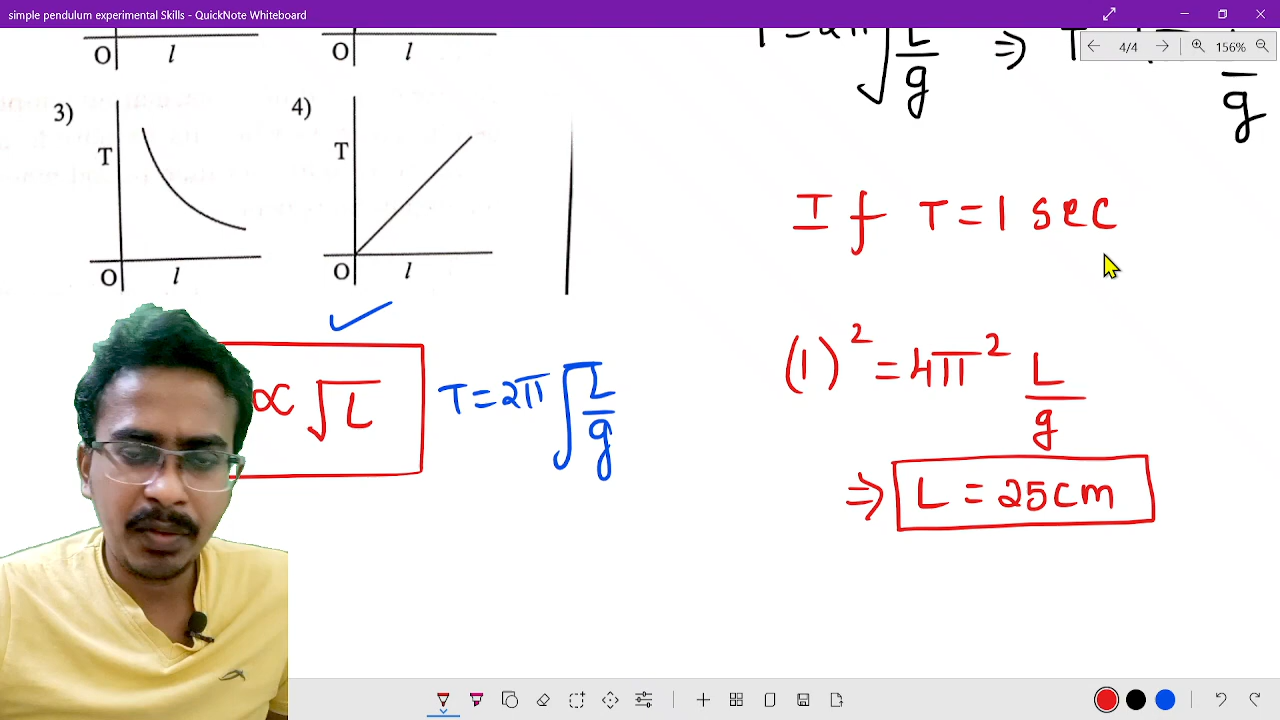 simple pendulum experimental Skills - QuickNote Whiteboard
4/4
156%
O l
O l
T = 2π √L/g ⇒ T
g
3)
T
O l
4)
T
O l
If T = 1 sec
(1)² = 4π² L/g
⇒ L = 25cm
∝ √L
T = 2π √L/g